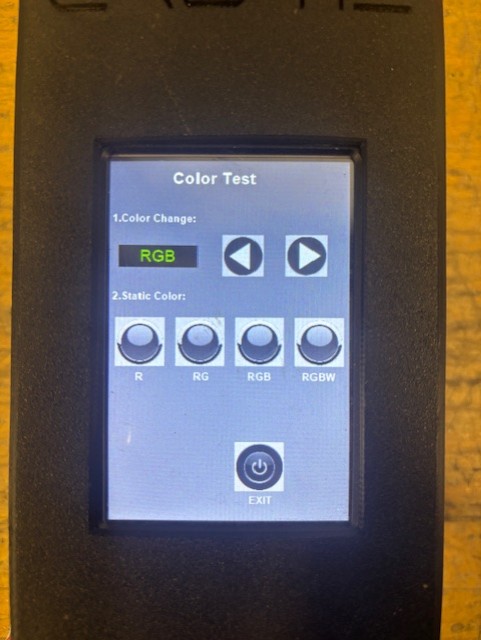 Color Test
1.Color Change:
RGB
2.Static Color:
R RG RGB RGBW
EXIT